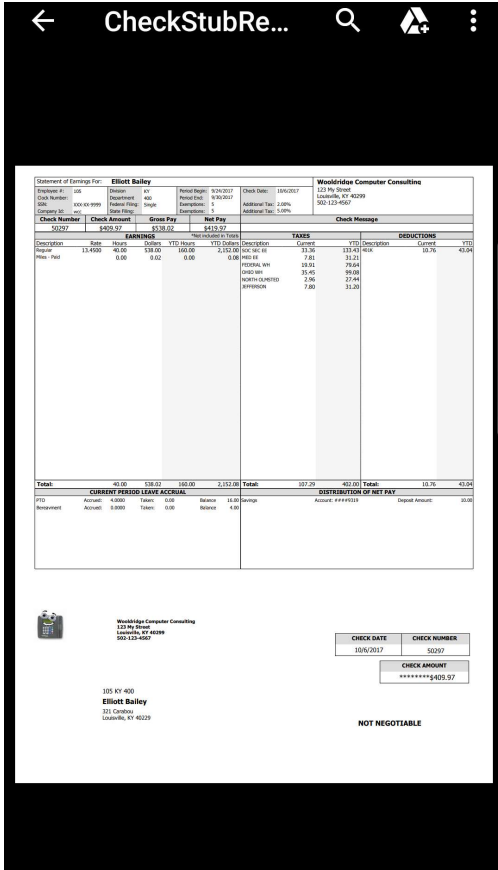 CheckStubRe...
Statement of Earnings For: Elliott Bailey
Wooldridge Computer Consulting
123 My Street
Louisville, KY 40299
502-123-4567
Employee #: 105 Division KY Period Begin: 9/24/2017 Check Date: 10/6/2017
Clock Number: Department 400 Period End: 9/30/2017
SSN: XXX-XX-9999 Federal Filing: Single Exemptions: 5 Additional Tax: 2.00%
Company Id: wcc State Filing: Exemptions: 5 Additional Tax: 5.00%
Check Number Check Amount Gross Pay Net Pay Check Message
50297 $409.97 $538.02 $419.97
EARNINGS *Not included in Totals TAXES DEDUCTIONS
Description Rate Hours Dollars YTD Hours YTD Dollars Description Current YTD Description Current YTD
Regular 13.4500 40.00 538.00 160.00 2,152.00 SOC SEC EE 33.36 133.43 401K 10.76 43.04
Miles - Paid 0.00 0.02 0.00 0.08 MED EE 7.81 31.21
FEDERAL WH 19.91 79.64
OHIO WH 35.45 99.08
NORTH OLMSTED 2.96 27.44
JEFFERSON 7.80 31.20
Total: 40.00 538.02 160.00 2,152.08 Total: 107.29 402.00 Total: 10.76 43.04
CURRENT PERIOD LEAVE ACCRUAL DISTRIBUTION OF NET PAY
PTO Accrued: 4.0000 Taken: 0.00 Balance 16.00 Savings Account: ####9319 Deposit Amount: 10.00
Bereavment Accrued: 0.0000 Taken: 0.00 Balance 4.00
Wooldridge Computer Consulting
123 My Street
Louisville, KY 40299
502-123-4567
CHECK DATE CHECK NUMBER
10/6/2017 50297
CHECK AMOUNT
********$409.97
105 KY 400
Elliott Bailey
321 Carabou
Louisville, KY 40229
NOT NEGOTIABLE